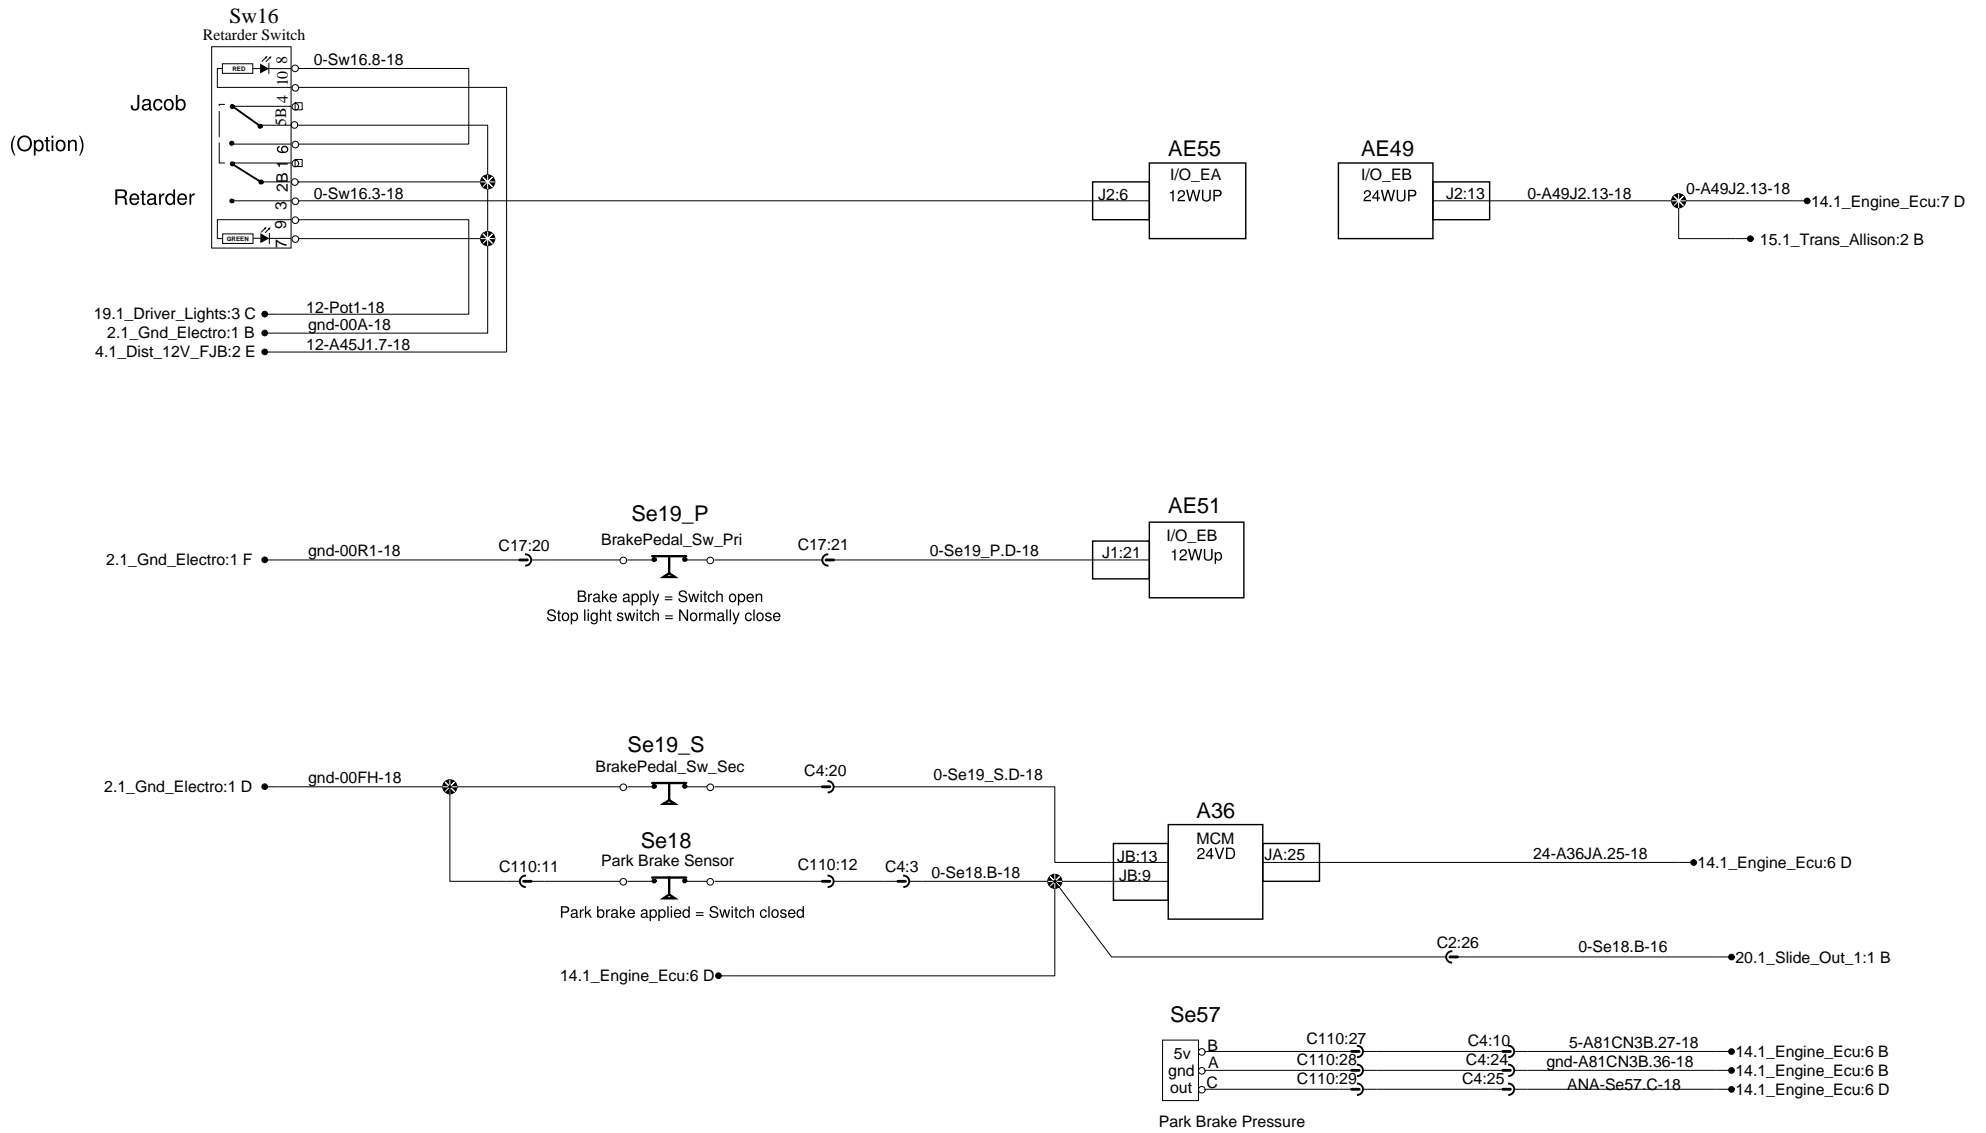 Sw16
Retarder Switch
RED
8
0-Sw16.8-18
10
Jacob
4
5B
(Option)
6
1
2B
Retarder
3
0-Sw16.3-18
9
GREEN
7
19.1_Driver_Lights:3 C
12-Pot1-18
2.1_Gnd_Electro:1 B
gnd-00A-18
4.1_Dist_12V_FJB:2 E
12-A45J1.7-18
AE55
I/O_EA
J2:6
12WUP
AE49
I/O_EB
24WUP
J2:13
0-A49J2.13-18
0-A49J2.13-18
14.1_Engine_Ecu:7 D
15.1_Trans_Allison:2 B
Se19_P
BrakePedal_Sw_Pri
2.1_Gnd_Electro:1 F
gnd-00R1-18
C17:20
C17:21
0-Se19_P.D-18
Brake apply = Switch open
Stop light switch = Normally close
AE51
I/O_EB
J1:21
12WUp
Se19_S
BrakePedal_Sw_Sec
2.1_Gnd_Electro:1 D
gnd-00FH-18
C4:20
0-Se19_S.D-18
Se18
Park Brake Sensor
C110:11
C110:12
C4:3
0-Se18.B-18
Park brake applied = Switch closed
14.1_Engine_Ecu:6 D
A36
MCM
24VD
JB:13
JB:9
JA:25
24-A36JA.25-18
14.1_Engine_Ecu:6 D
C2:26
0-Se18.B-16
20.1_Slide_Out_1:1 B
Se57
5v
B
C110:27
C4:10
5-A81CN3B.27-18
14.1_Engine_Ecu:6 B
gnd
A
C110:28
C4:24
gnd-A81CN3B.36-18
14.1_Engine_Ecu:6 B
out
C
C110:29
C4:25
ANA-Se57.C-18
14.1_Engine_Ecu:6 D
Park Brake Pressure